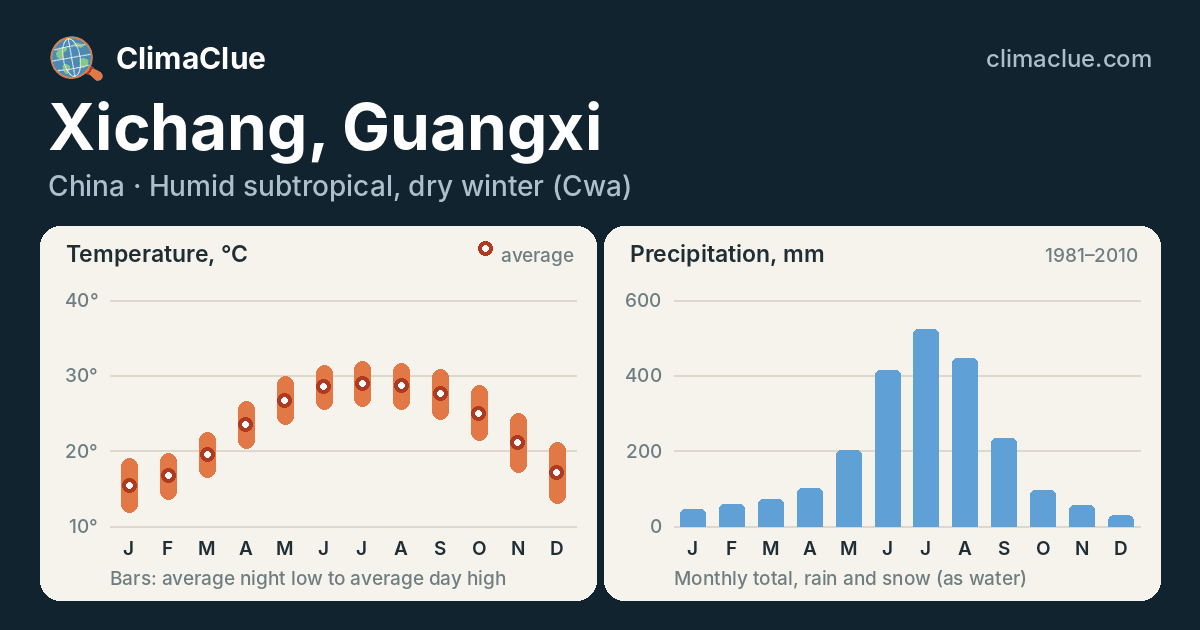 ClimaClue
climaclue.com
Xichang, Guangxi
China · Humid subtropical, dry winter (Cwa)
Temperature, °C
average
40°
30°
20°
10°
J F M A M J J A S O N D
Bars: average night low to average day high
Precipitation, mm
1981–2010
600
400
200
0
J F M A M J J A S O N D
Monthly total, rain and snow (as water)